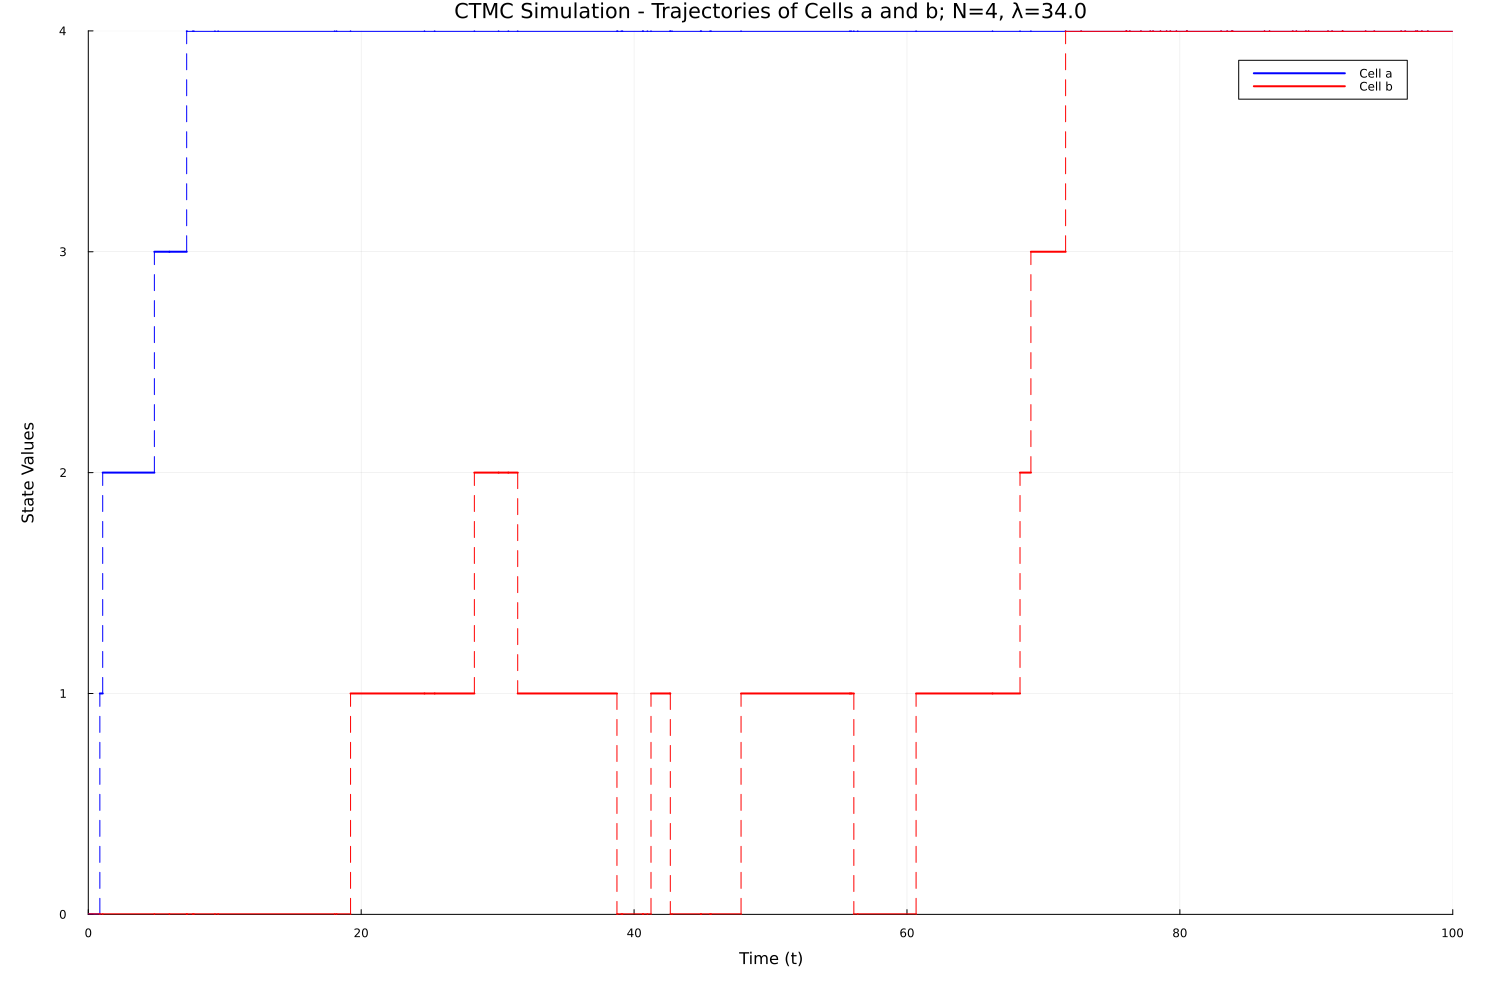 CTMC Simulation - Trajectories of Cells a and b; N=4, λ=34.0
4
Cell a
Cell b
3
State Values
2
1
0
0 20 40 60 80 100
Time (t)